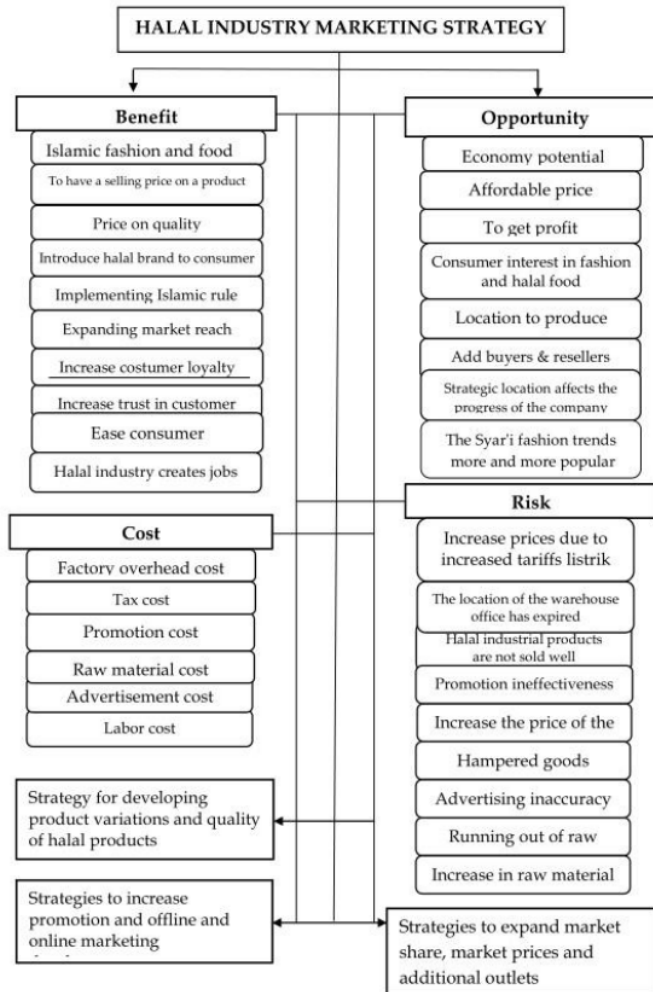 HALAL INDUSTRY MARKETING STRATEGY
Benefit
Islamic fashion and food
To have a selling price on a product
Price on quality
Introduce halal brand to consumer
Implementing Islamic rule
Expanding market reach
Increase costumer loyalty
Increase trust in customer
Ease consumer
Halal industry creates jobs
Opportunity
Economy potential
Affordable price
To get profit
Consumer interest in fashion
and halal food
Location to produce
Add buyers & resellers
Strategic location affects the
progress of the company
The Syar'i fashion trends
more and more popular
Cost
Factory overhead cost
Tax cost
Promotion cost
Raw material cost
Advertisement cost
Labor cost
Risk
Increase prices due to
increased tariffs listrik
The location of the warehouse
office has expired
Halal industrial products
are not sold well
Promotion ineffectiveness
Increase the price of the
Hampered goods
Advertising inaccuracy
Running out of raw
Increase in raw material
Strategy for developing
product variations and quality
of halal products
Strategies to increase
promotion and offline and
online marketing
Strategies to expand market
share, market prices and
additional outlets